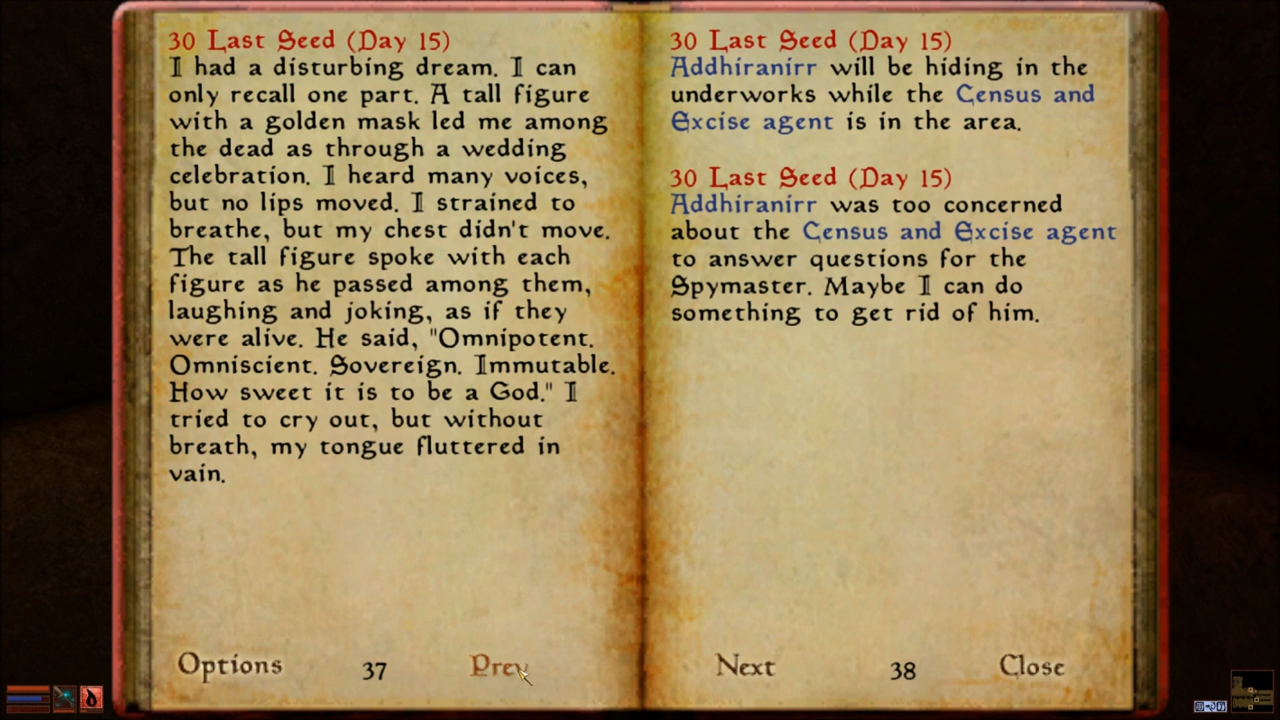 30 Last Seed (Day 15)
I had a disturbing dream. I can
only recall one part. A tall figure
with a golden mask led me among
the dead as through a wedding
celebration. I heard many voices,
but no lips moved. I strained to
breathe, but my chest didn't move.
The tall figure spoke with each
figure as he passed among them,
laughing and joking, as if they
were alive. He said, "Omnipotent.
Omniscient. Sovereign. Immutable.
How sweet it is to be a God." I
tried to cry out, but without
breath, my tongue fluttered in
vain.
30 Last Seed (Day 15)
Addhiranirr will be hiding in the
underworks while the Census and
Excise agent is in the area.
30 Last Seed (Day 15)
Addhiranirr was too concerned
about the Census and Excise agent
to answer questions for the
Spymaster. Maybe I can do
something to get rid of him.
Options 37 Prev Next 38 Close